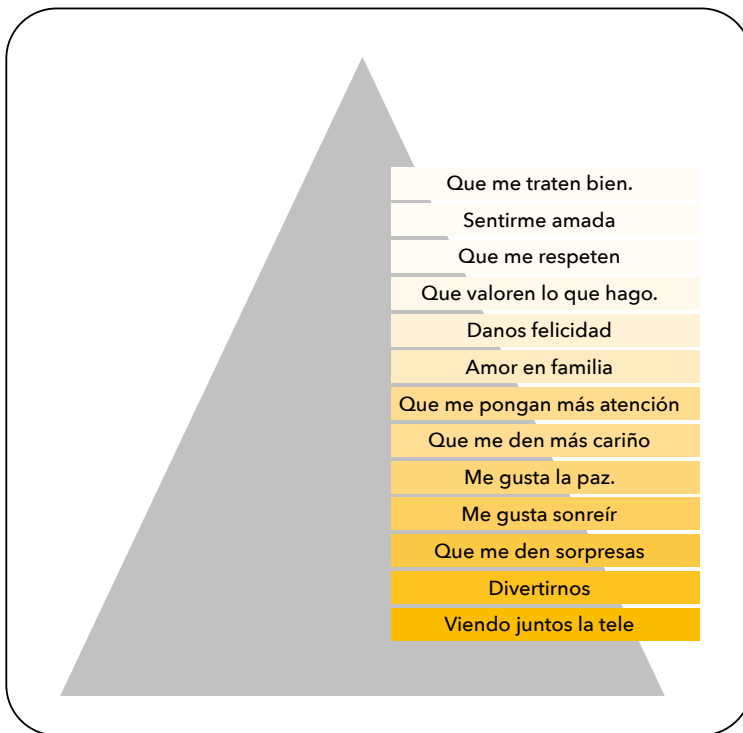 Que me traten bien.
Sentirme amada
Que me respeten
Que valoren lo que hago.
Danos felicidad
Amor en familia
Que me pongan más atención
Que me den más cariño
Me gusta la paz.
Me gusta sonreír
Que me den sorpresas
Divertirnos
Viendo juntos la tele